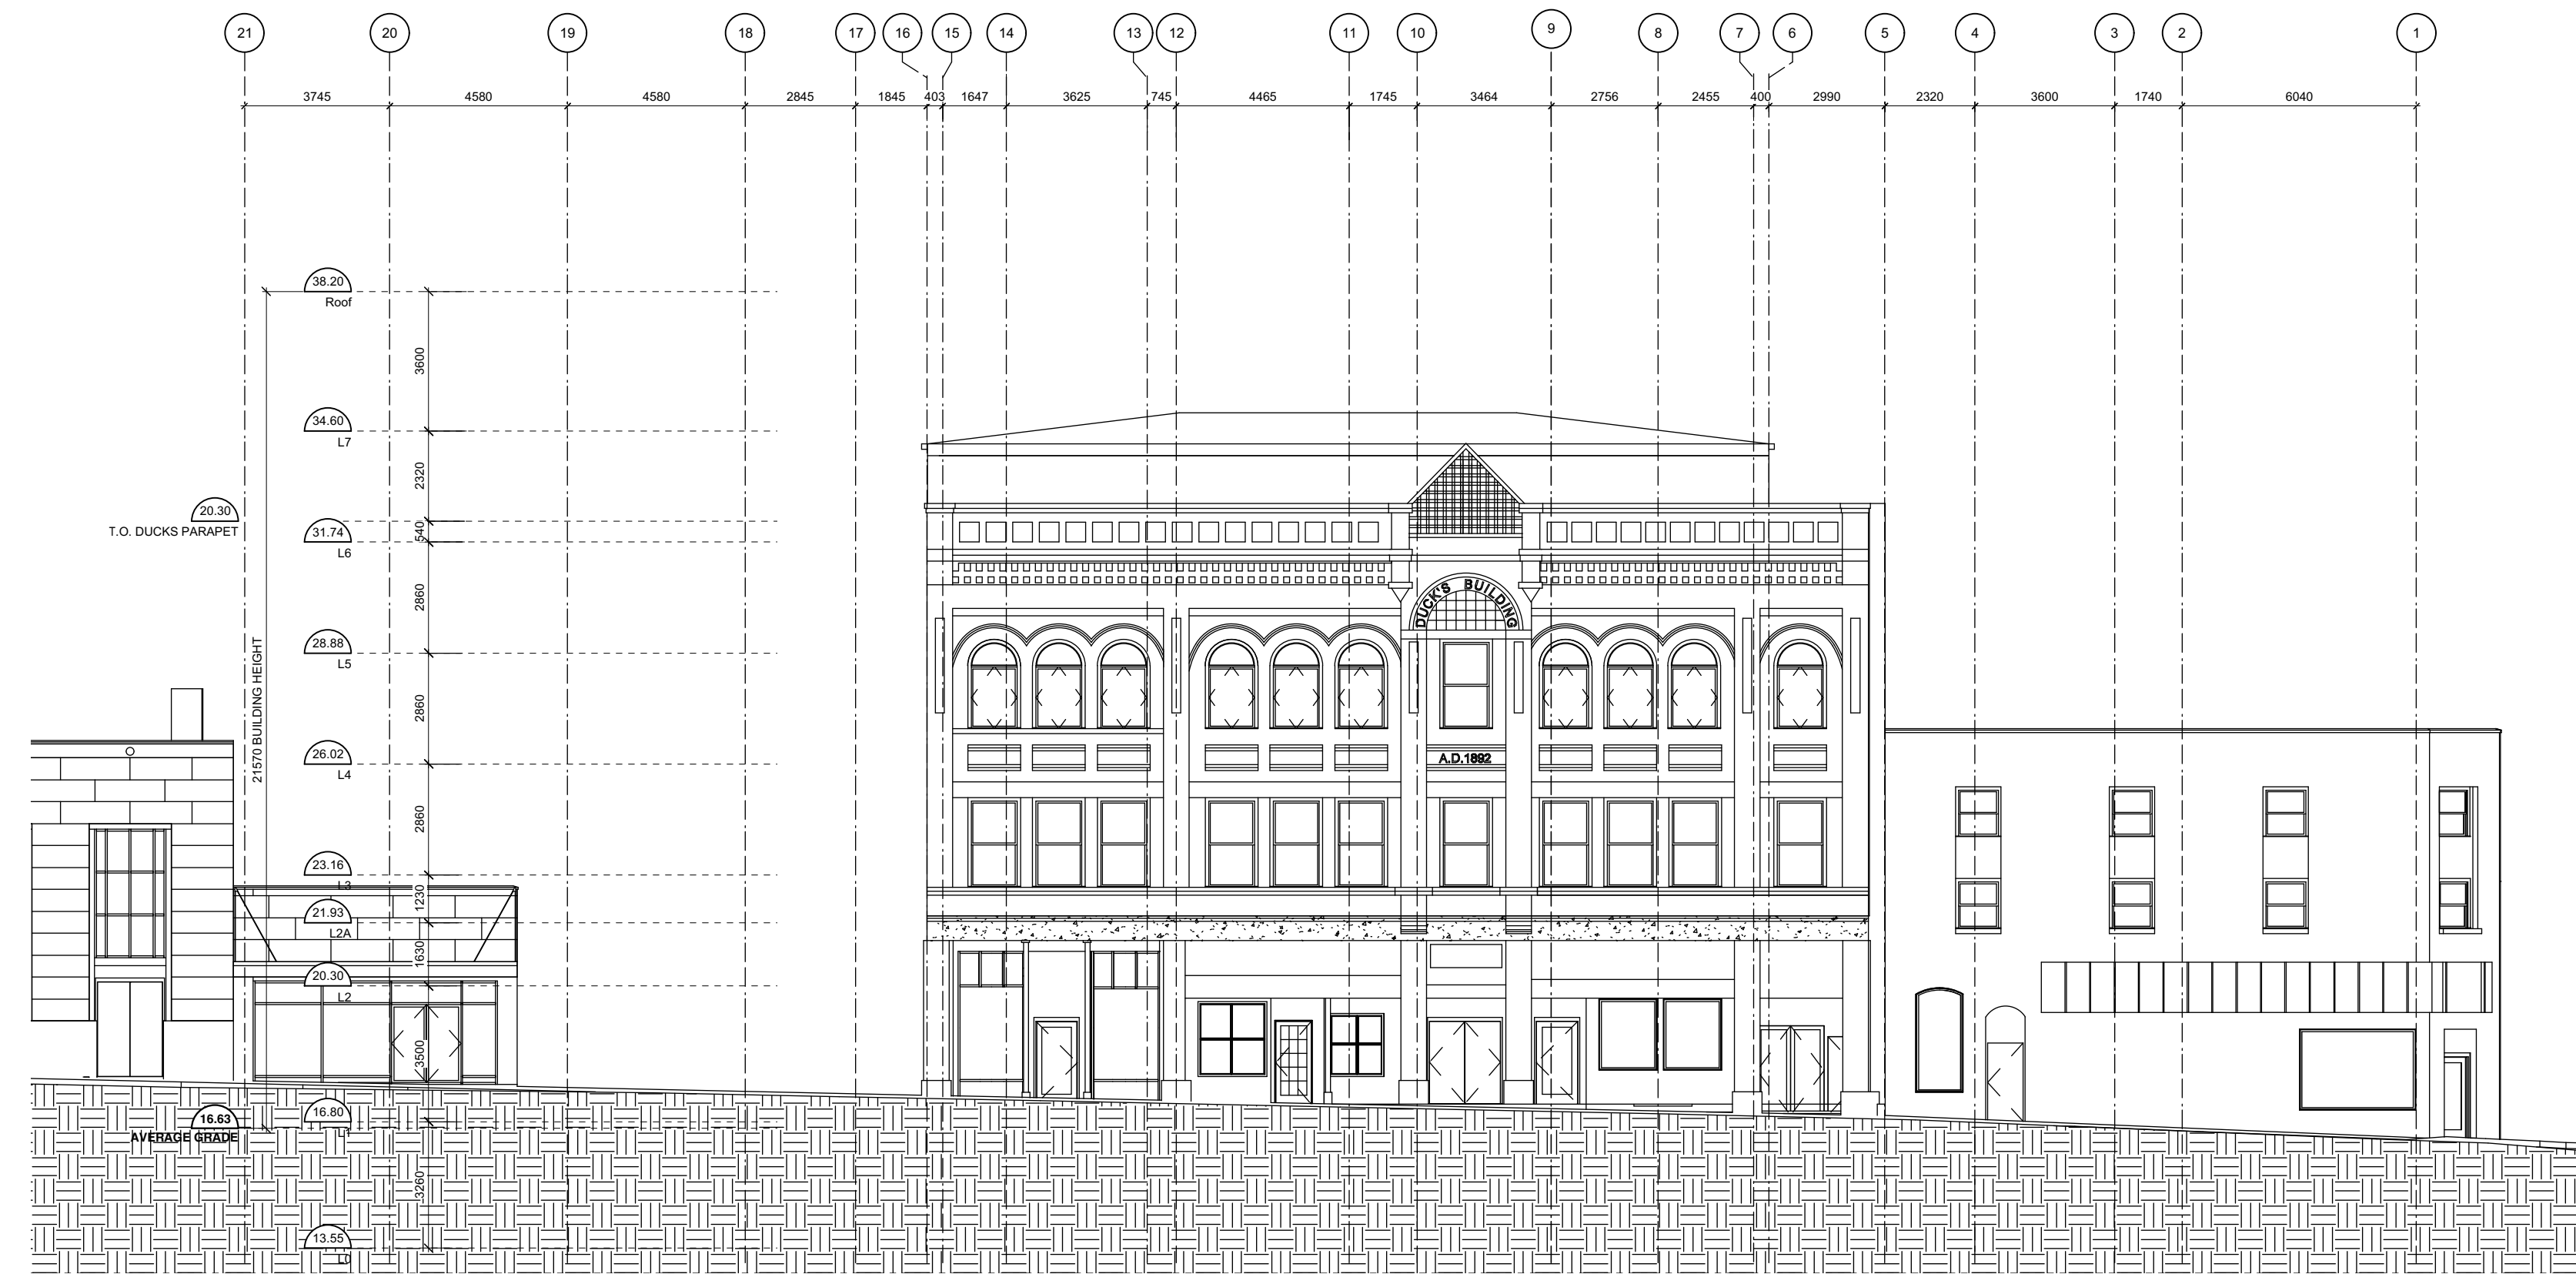 21 20 19 18 17 16 15 14 13 12 11 10 9 8 7 6 5 4 3 2 1
3745 4580 4580 2845 1845 403 1647 3625 745 4465 1745 3464 2756 2455 400 2990 2320 3600 1740 6040
38.20
Roof
3600
34.60
L7
2320
20.30
T.O. DUCKS PARAPET
31.74
L6
540
2860
28.88
L5
21570 BUILDING HEIGHT
2860
26.02
L4
2860
23.16
L3
1230
21.93
L2A
1630
20.30
L2
3500
16.80
L1
16.63
AVERAGE GRADE
3260
13.55
L0
DUCK'S BUILDING
A.D.1892